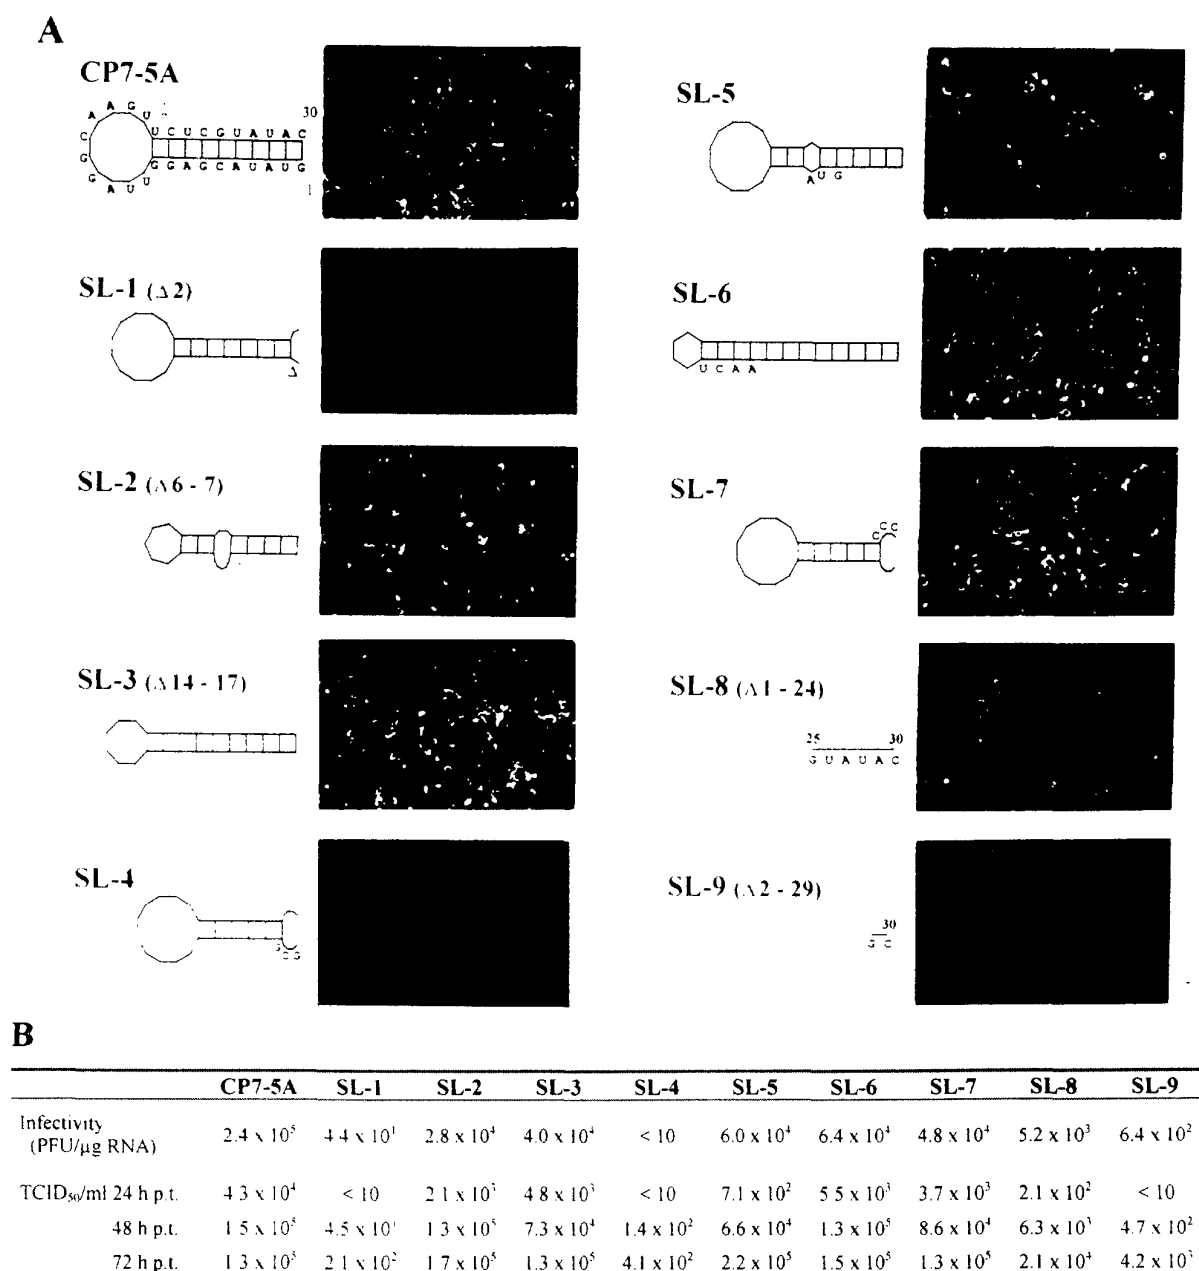 A
CP7-5A
A A G U
C
G
G
A U U
30
U C U C G U A U A C
G G A G C A U A U G
1
SL-5
A U G
SL-1 (Δ2)
Δ
SL-6
U C A A
SL-2 (Δ6 - 7)
SL-7
C C C
SL-3 (Δ14 - 17)
SL-8 (Δ1 - 24)
25 30
G U A U A C
SL-4
G C G
SL-9 (Δ2 - 29)
30
G C
B
CP7-5A SL-1 SL-2 SL-3 SL-4 SL-5 SL-6 SL-7 SL-8 SL-9
Infectivity
(PFU/µg RNA) 2.4 x 10⁵ 4.4 x 10¹ 2.8 x 10⁴ 4.0 x 10⁴ < 10 6.0 x 10⁴ 6.4 x 10⁴ 4.8 x 10⁴ 5.2 x 10³ 6.4 x 10²
TCID₅₀/ml 24 h p.t. 4.3 x 10⁴ < 10 2.1 x 10³ 4.8 x 10³ < 10 7.1 x 10² 5.5 x 10³ 3.7 x 10³ 2.1 x 10² < 10
48 h p.t. 1.5 x 10⁵ 4.5 x 10¹ 1.3 x 10⁵ 7.3 x 10⁴ 1.4 x 10² 6.6 x 10⁴ 1.3 x 10⁵ 8.6 x 10⁴ 6.3 x 10³ 4.7 x 10²
72 h p.t. 1.3 x 10⁵ 2.1 x 10² 1.7 x 10⁵ 1.3 x 10⁵ 4.1 x 10² 2.2 x 10⁵ 1.5 x 10⁵ 1.3 x 10⁵ 2.1 x 10⁴ 4.2 x 10³